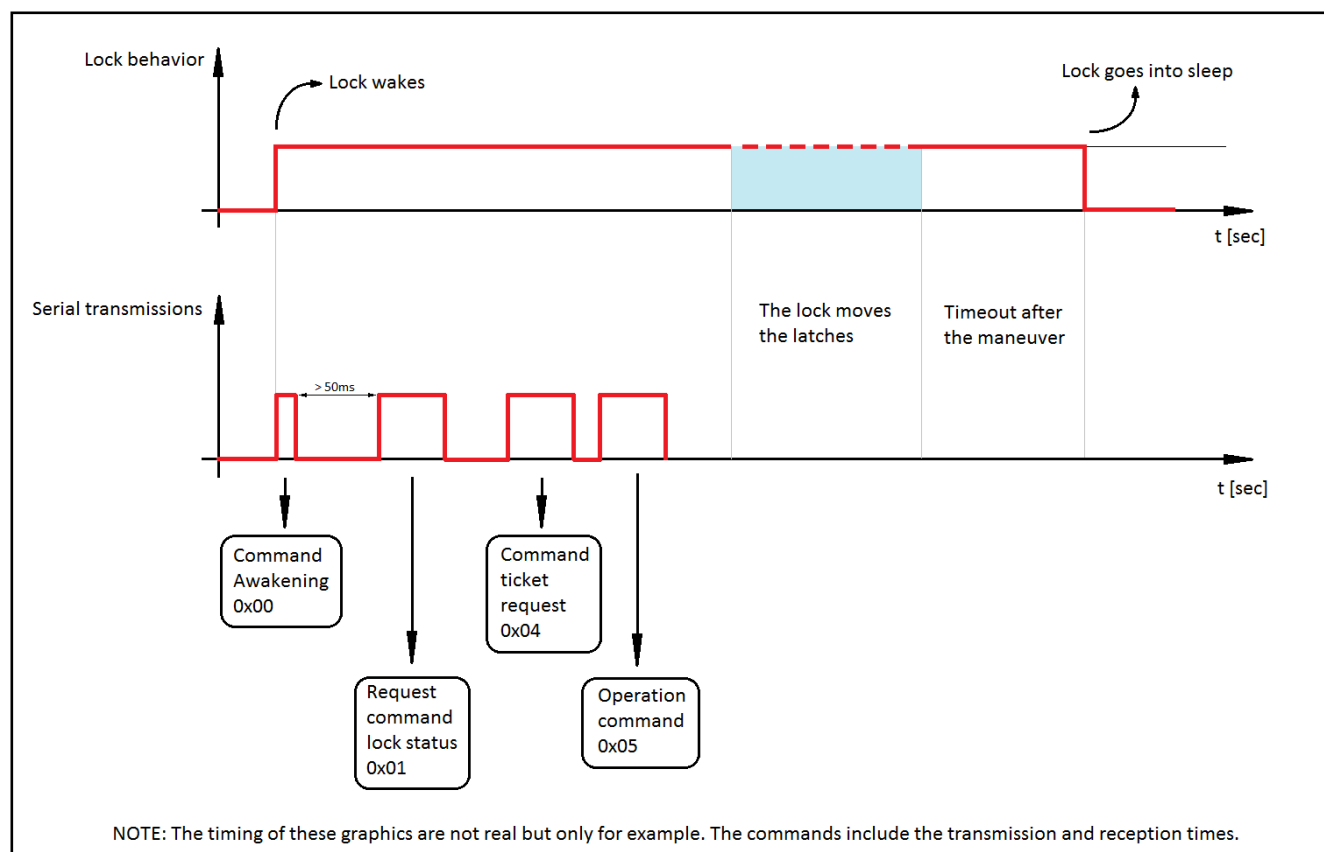 Lock behavior
Lock wakes
Lock goes into sleep
t [sec]
Serial transmissions
The lock moves
the latches
Timeout after
the maneuver
> 50ms
t [sec]
Command
Awakening
0x00
Command
ticket
request
0x04
Request
command
lock status
0x01
Operation
command
0x05
NOTE: The timing of these graphics are not real but only for example. The commands include the transmission and reception times.